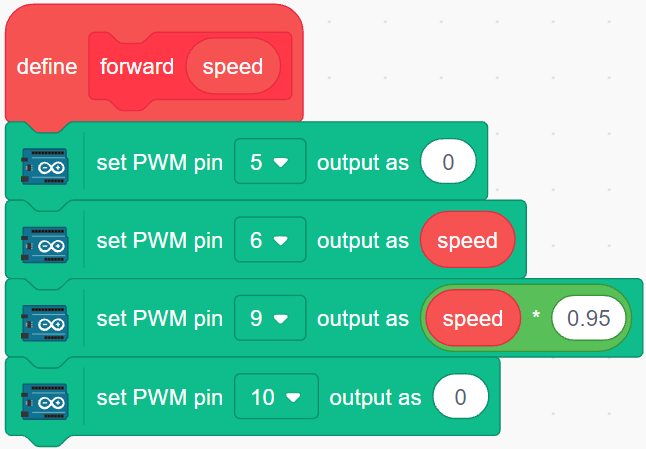 define forward speed
set PWM pin 5 output as 0
set PWM pin 6 output as speed
set PWM pin 9 output as speed * 0.95
set PWM pin 10 output as 0